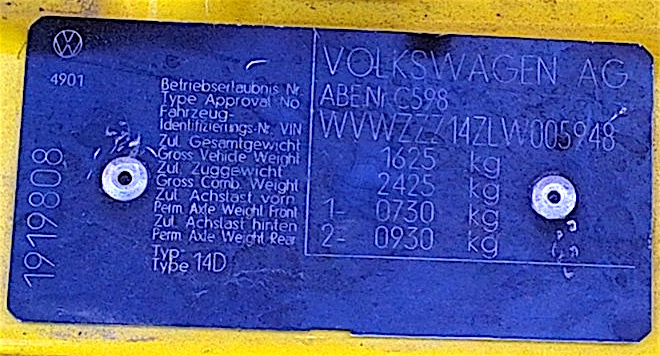 4901
1919808
Betriebserlaubnis Nr.
Type Approval No
Fahrzeug-
Identifizierungs-Nr. VIN
Zul. Gesamtgewicht
Gross Vehicle Weight
Zul. Zuggewicht
Gross Comb. Weight
Zul. Achslast vorn
Perm Axle Weight Front
Zul. Achslast hinten
Perm Axle Weight Rear
Typ:
Type 14D
VOLKSWAGEN AG
ABE.Nr.C598
WVWZZZ14ZLW005948
1625 kg
2425 kg
1- 0730 kg
2- 0930 kg